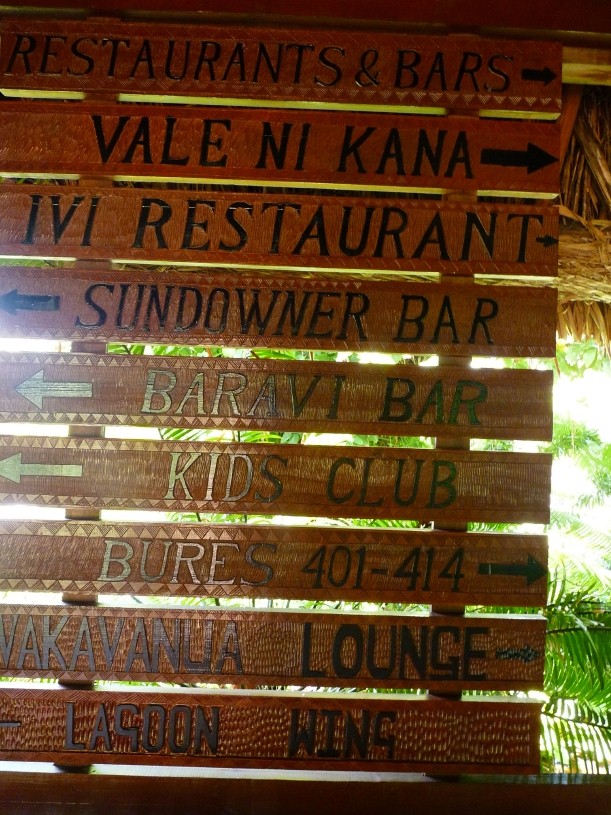 RESTAURANTS & BARS
VALE NI KANA
IVI RESTAURANT
SUNDOWNER BAR
BARAVI BAR
KIDS CLUB
BURES 401-414
VAKAVANUA LOUNGE
LAGOON WING